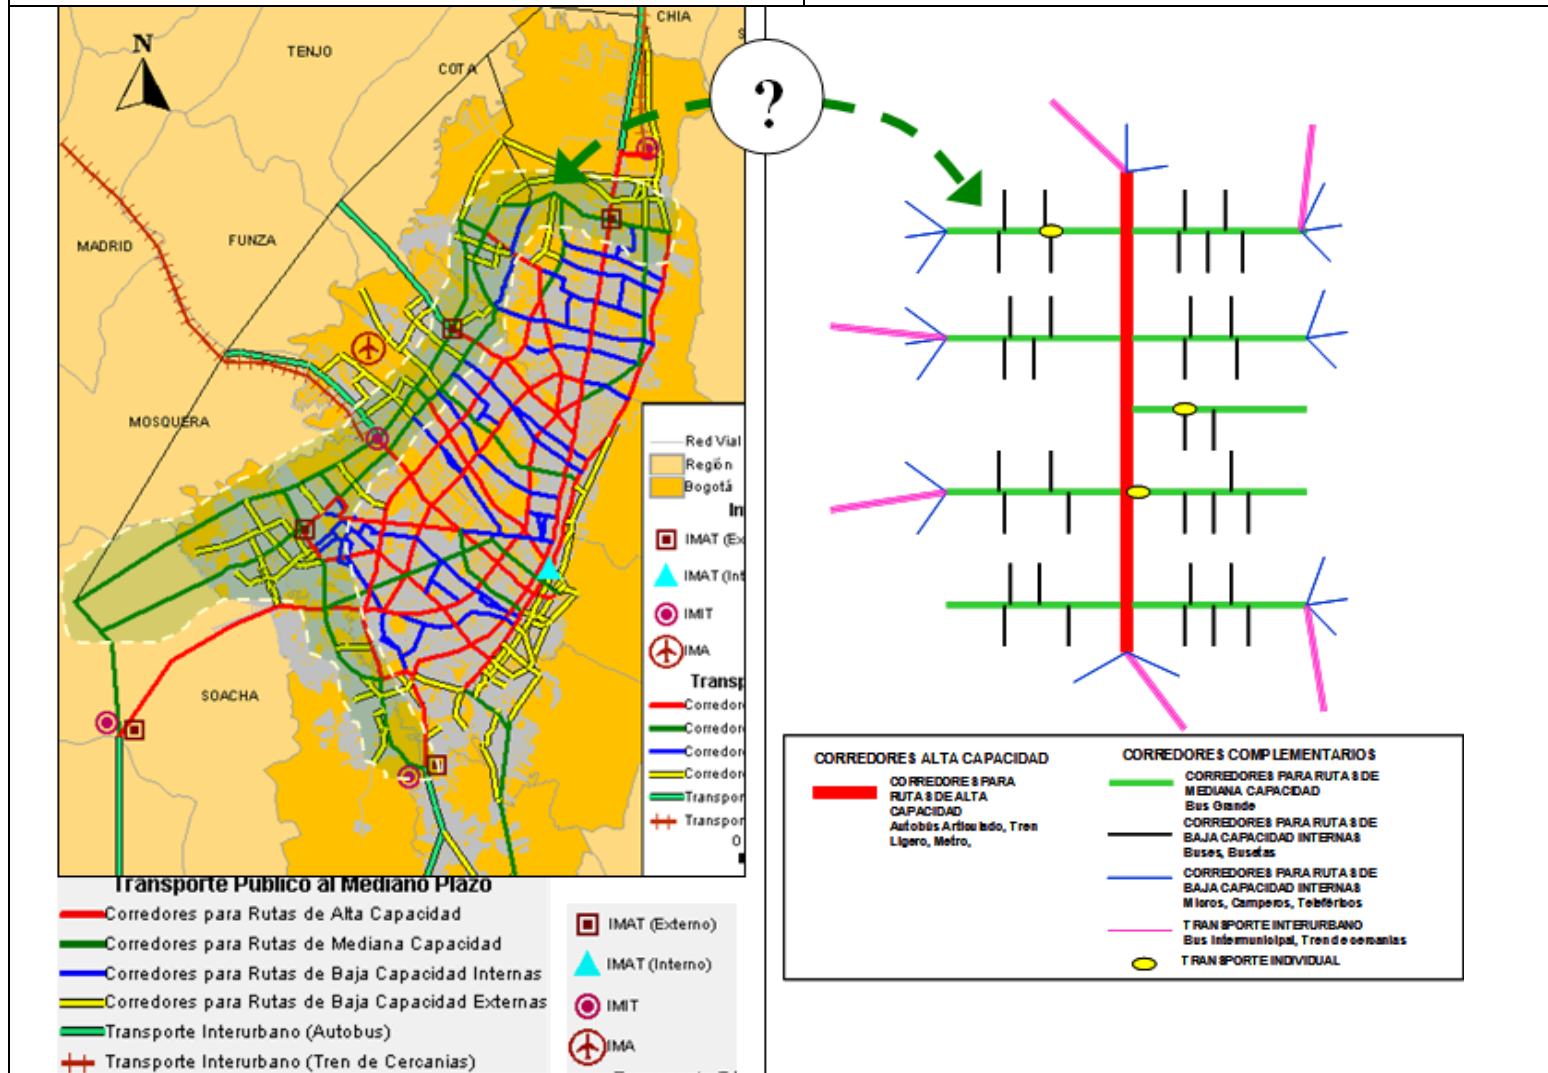 CHIA
N
TENJO
COTA
S
?
MADRID
FUNZA
MOSQUERA
SOACHA
Red Vial
Región
Bogotá
In
IMAT (Ex
IMAT (Int
IMIT
IMA
Transp
Corredor
Corredor
Corredor
Corredor
Transpor
Transpor
0
Transporte Público al Mediano Plazo
Corredores para Rutas de Alta Capacidad
Corredores para Rutas de Mediana Capacidad
Corredores para Rutas de Baja Capacidad Internas
Corredores para Rutas de Baja Capacidad Externas
Transporte Interurbano (Autobus)
Transporte Interurbano (Tren de Cercanias)
IMAT (Externo)
IMAT (Interno)
IMIT
IMA
CORREDORES ALTA CAPACIDAD
CORREDORES PARA
RUTAS DE ALTA
CAPACIDAD
Autobús Articulado, Tren
Ligero, Metro,
CORREDORES COMPLEMENTARIOS
CORREDORES PARA RUTAS DE
MEDIANA CAPACIDAD
Bus Grande
CORREDORES PARA RUTAS DE
BAJA CAPACIDAD INTERNAS
Buses, Busetas
CORREDORES PARA RUTAS DE
BAJA CAPACIDAD INTERNAS
Micros, Camperos, Teleféricos
TRANSPORTE INTERURBANO
Bus Intermunicipal, Tren de cercanias
TRANSPORTE INDIVIDUAL